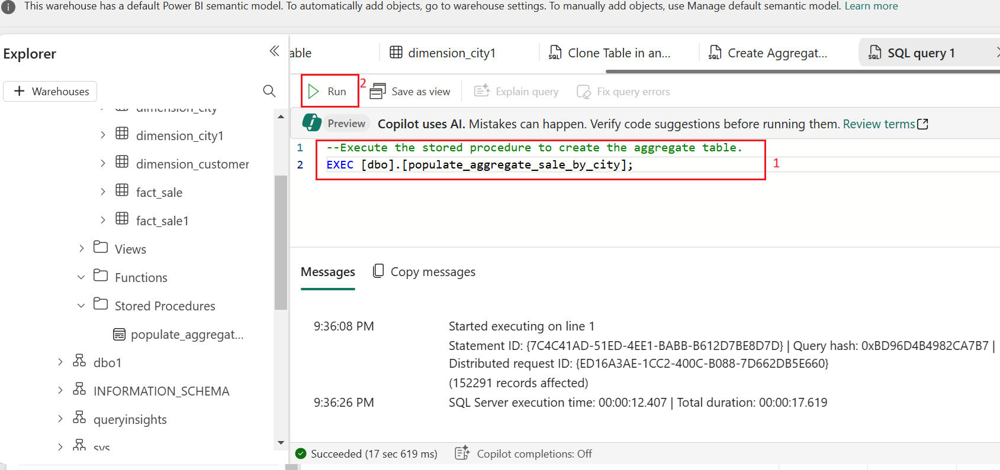 This warehouse has a default Power BI semantic model. To automatically add objects, go to warehouse settings. To manually add objects, use Manage default semantic model. Learn more
Explorer
able
dimension_city1
Clone Table in an...
Create Aggregat...
SQL query 1
Warehouses
Run
2
Save as view
Explain query
Fix query errors
Preview
Copilot uses AI. Mistakes can happen. Verify code suggestions before running them. Review terms
1 --Execute the stored procedure to create the aggregate table.
2 EXEC [dbo].[populate_aggregate_sale_by_city];
1
dimension_city
dimension_city1
dimension_customer
fact_sale
fact_sale1
Views
Functions
Stored Procedures
populate_aggregat...
dbo1
INFORMATION_SCHEMA
queryinsights
sys
Messages
Copy messages
9:36:08 PM Started executing on line 1
Statement ID: {7C4C41AD-51ED-4EE1-BABB-B612D7BE8D7D} | Query hash: 0xBD96D4B4982CA7B7 |
Distributed request ID: {ED16A3AE-1CC2-400C-B088-7D662DB5E660}
(152291 records affected)
9:36:26 PM SQL Server execution time: 00:00:12.407 | Total duration: 00:00:17.619
Succeeded (17 sec 619 ms)
Copilot completions: Off